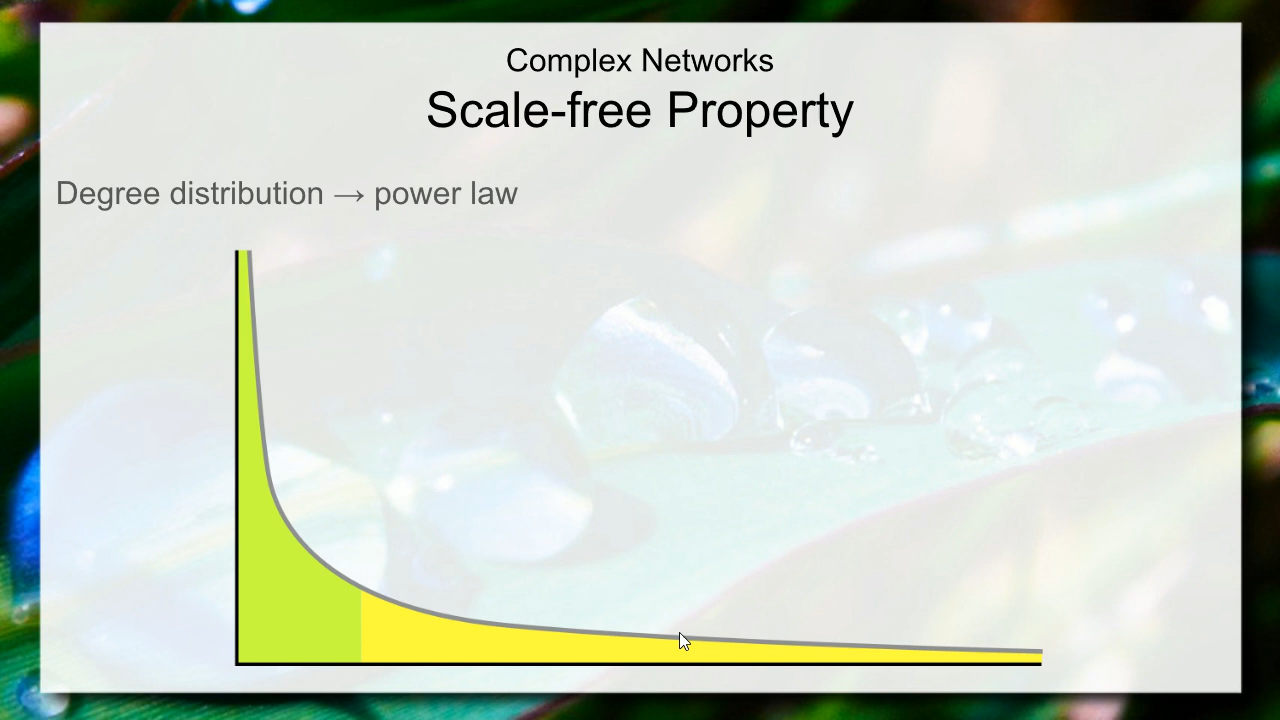 Complex Networks
Scale-free Property
Degree distribution → power law